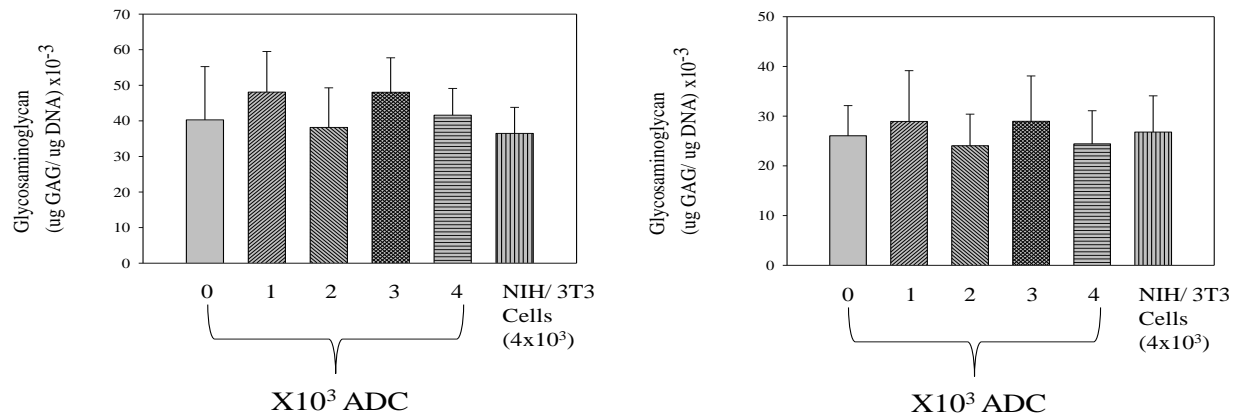 Glycosaminoglycan
(ug GAG/ ug DNA) x10-3
70
60
50
40
30
20
10
0
0 1 2 3 4 NIH/ 3T3
Cells
(4x10³)
X10³ ADC
Glycosaminoglycan
(ug GAG/ ug DNA) x10-3
50
40
30
20
10
0
0 1 2 3 4 NIH/ 3T3
Cells
(4x10³)
X10³ ADC